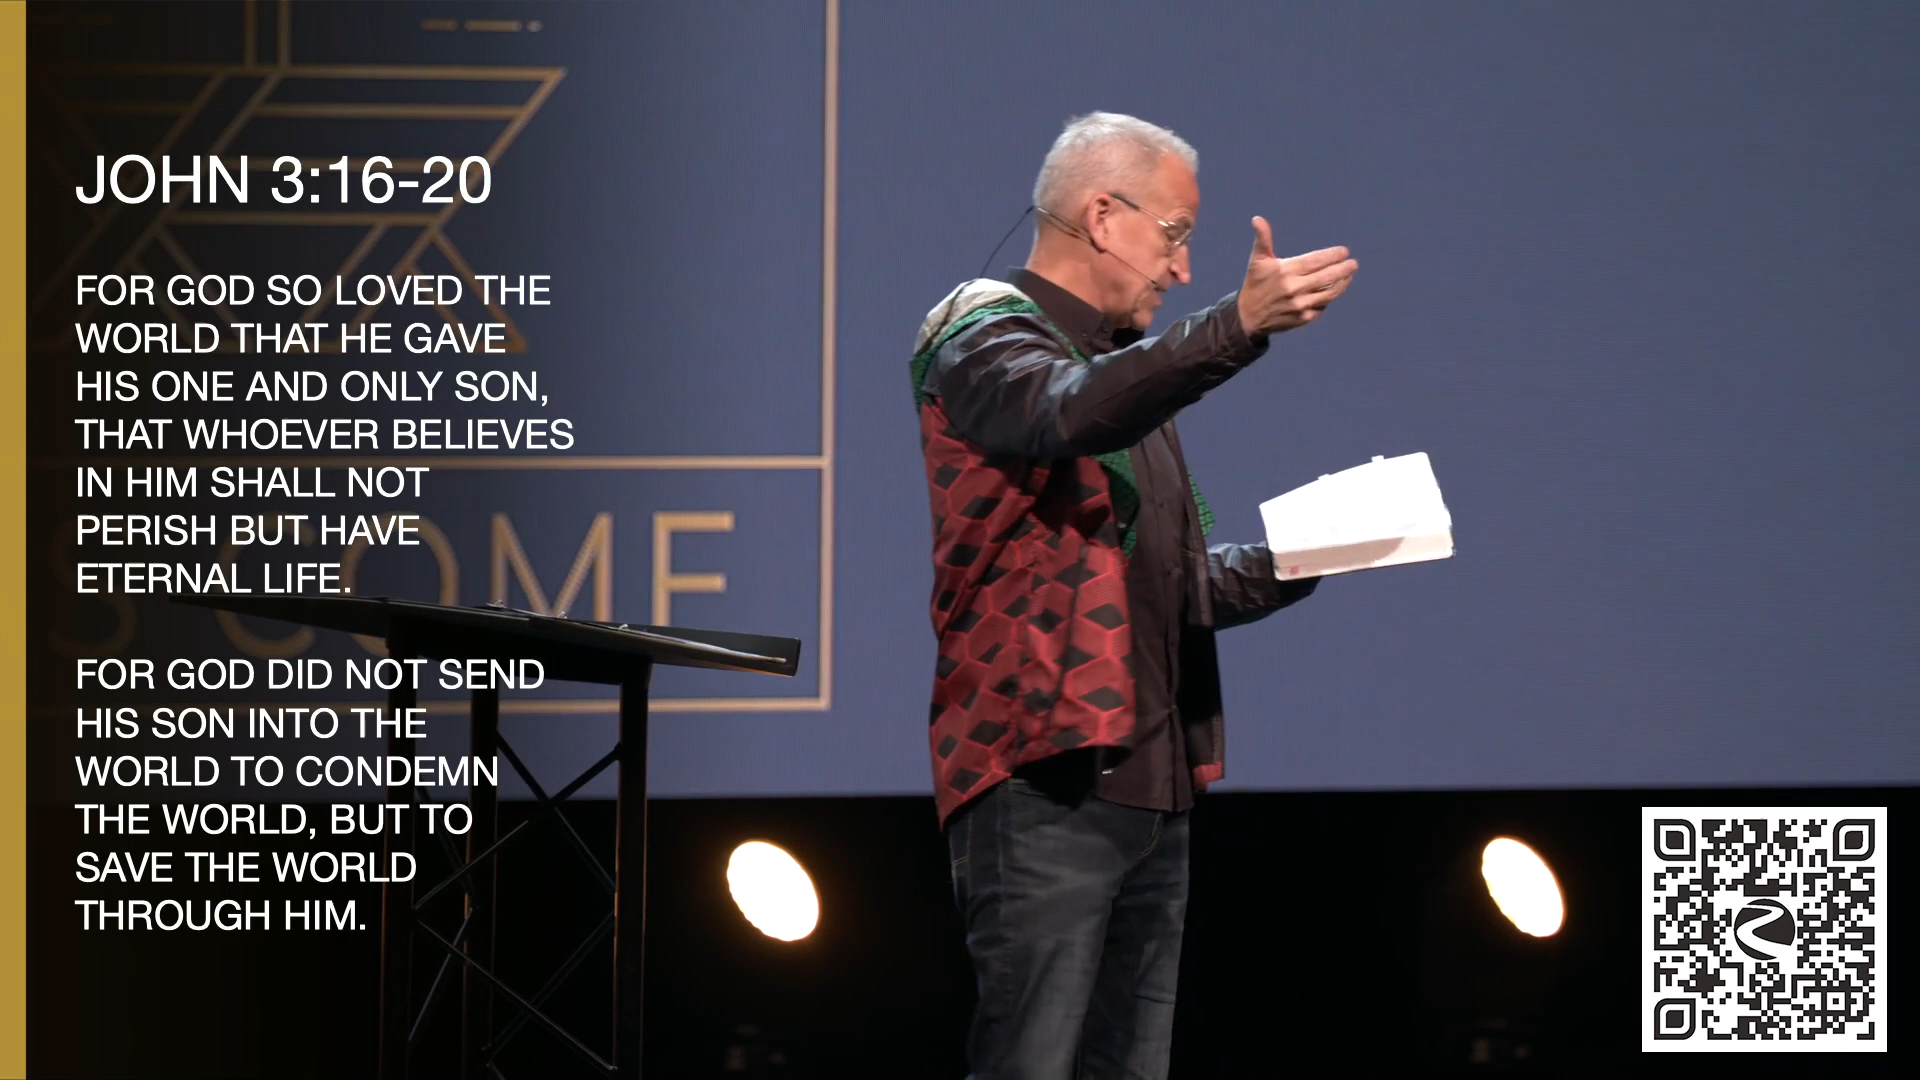 JOHN 3:16-20
FOR GOD SO LOVED THE
WORLD THAT HE GAVE
HIS ONE AND ONLY SON,
THAT WHOEVER BELIEVES
IN HIM SHALL NOT
PERISH BUT HAVE
ETERNAL LIFE.
FOR GOD DID NOT SEND
HIS SON INTO THE
WORLD TO CONDEMN
THE WORLD, BUT TO
SAVE THE WORLD
THROUGH HIM.
S COME